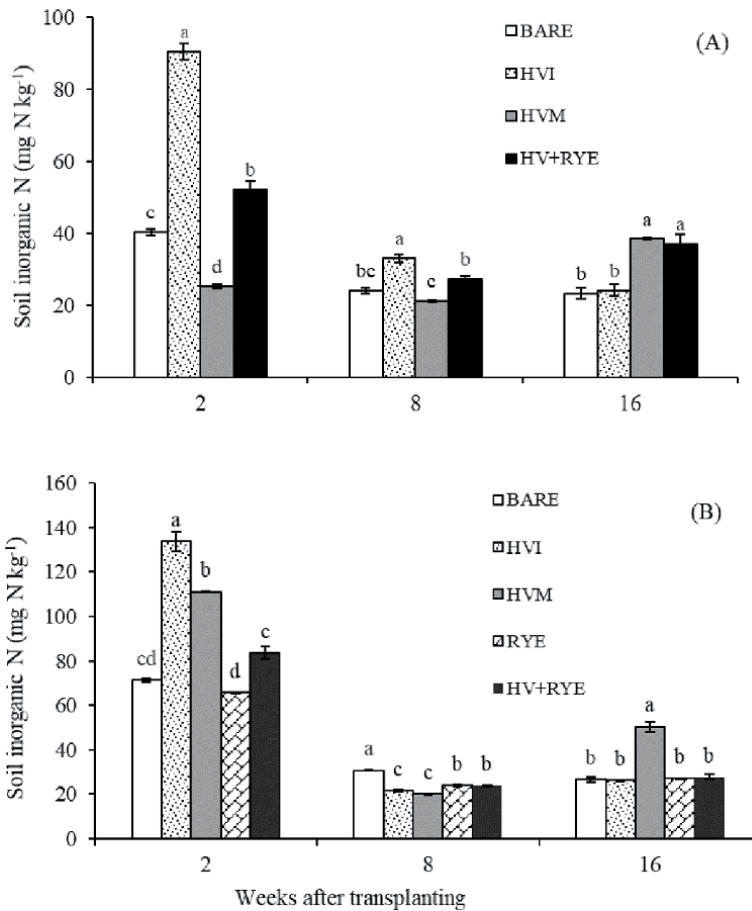 (A)
Soil inorganic N (mg N kg⁻¹)
100
80
60
40
20
0
BARE
HVI
HVM
HV+RYE
c
a
d
b
bc
a
c
b
b
b
a
a
2
8
16
(B)
Soil inorganic N (mg N kg⁻¹)
160
140
120
100
80
60
40
20
0
BARE
HVI
HVM
RYE
HV+RYE
cd
a
b
d
c
a
c
c
b
b
b
b
a
b
b
2
8
16
Weeks after transplanting